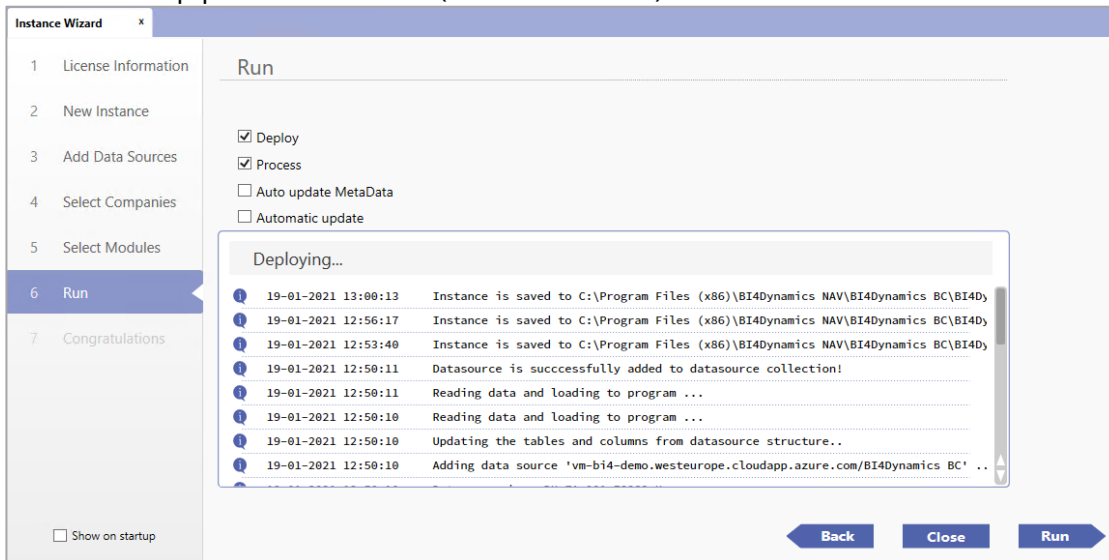 Instance Wizard x
1 License Information
2 New Instance
3 Add Data Sources
4 Select Companies
5 Select Modules
6 Run
7 Congratulations
Show on startup
Run
Deploy
Process
Auto update MetaData
Automatic update
Deploying...
19-01-2021 13:00:13 Instance is saved to C:\Program Files (x86)\BI4Dynamics NAV\BI4Dynamics BC\BI4Dy
19-01-2021 12:56:17 Instance is saved to C:\Program Files (x86)\BI4Dynamics NAV\BI4Dynamics BC\BI4Dy
19-01-2021 12:53:40 Instance is saved to C:\Program Files (x86)\BI4Dynamics NAV\BI4Dynamics BC\BI4Dy
19-01-2021 12:50:11 Datasource is succcessfully added to datasource collection!
19-01-2021 12:50:11 Reading data and loading to program ...
19-01-2021 12:50:10 Reading data and loading to program ...
19-01-2021 12:50:10 Updating the tables and columns from datasource structure..
19-01-2021 12:50:10 Adding data source 'vm-bi4-demo.westeurope.cloudapp.azure.com/BI4Dynamics BC' ..
Back Close Run